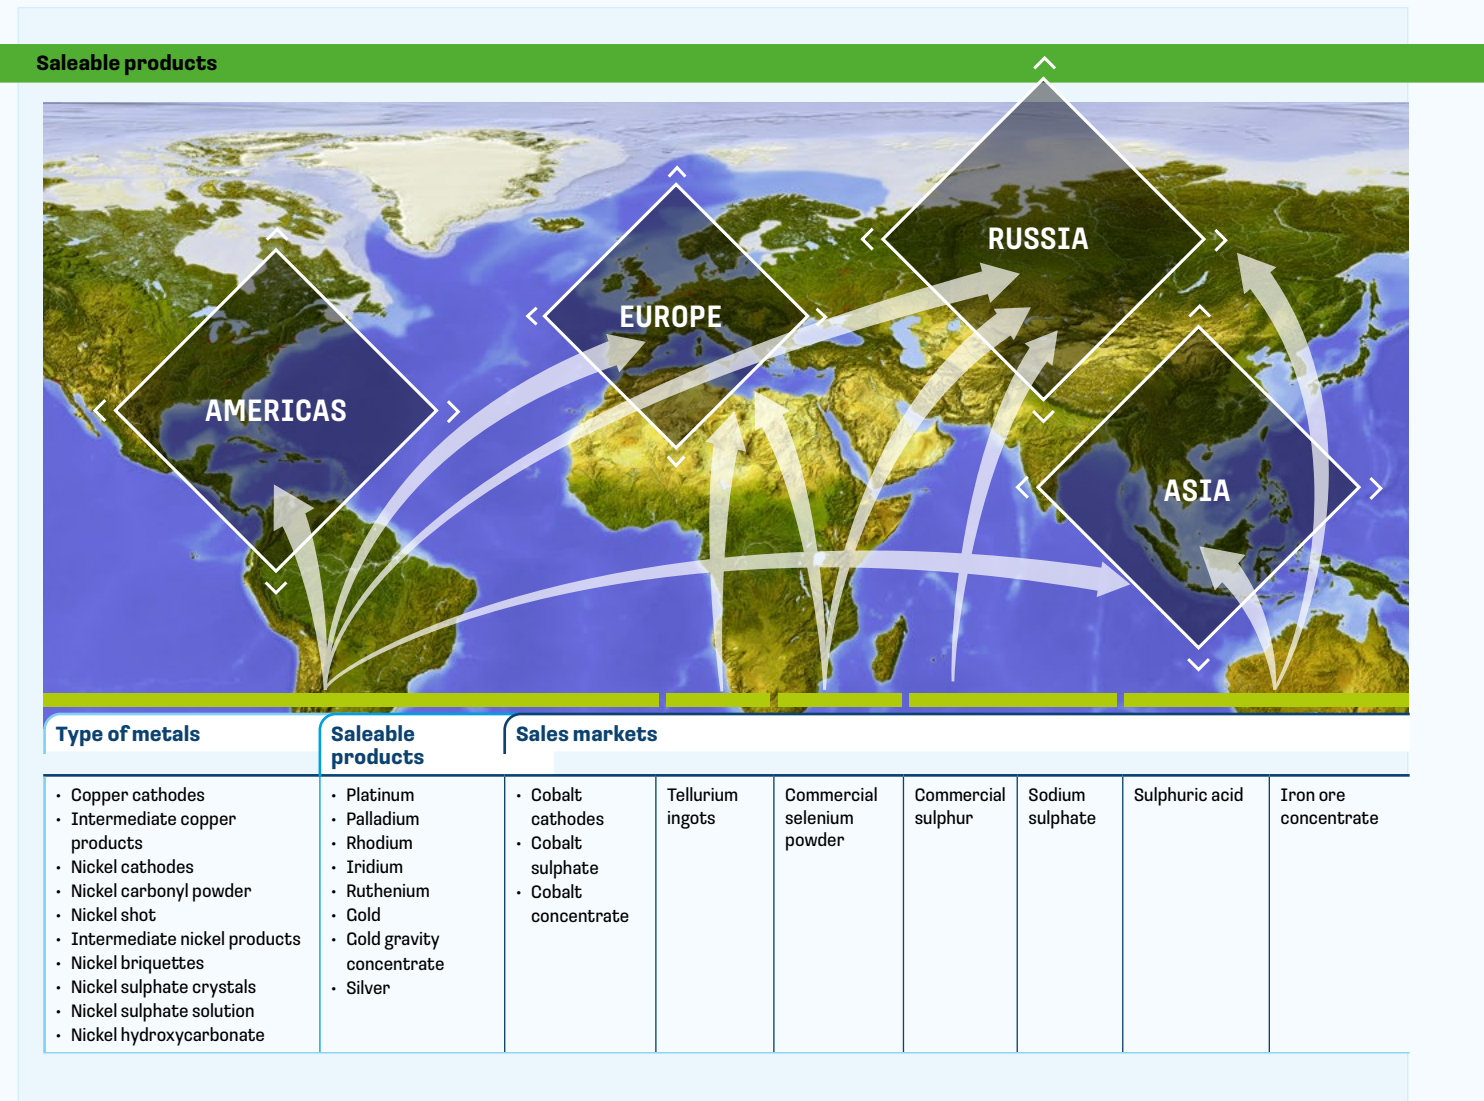 Saleable products
RUSSIA
EUROPE
AMERICAS
ASIA
Type of metals
Saleable
products
Sales markets
• Copper cathodes
• Intermediate copper
products
• Nickel cathodes
• Nickel carbonyl powder
• Nickel shot
• Intermediate nickel products
• Nickel briquettes
• Nickel sulphate crystals
• Nickel sulphate solution
• Nickel hydroxycarbonate
• Platinum
• Palladium
• Rhodium
• Iridium
• Ruthenium
• Gold
• Gold gravity
concentrate
• Silver
• Cobalt
cathodes
• Cobalt
sulphate
• Cobalt
concentrate
Tellurium
ingots
Commercial
selenium
powder
Commercial
sulphur
Sodium
sulphate
Sulphuric acid
Iron ore
concentrate